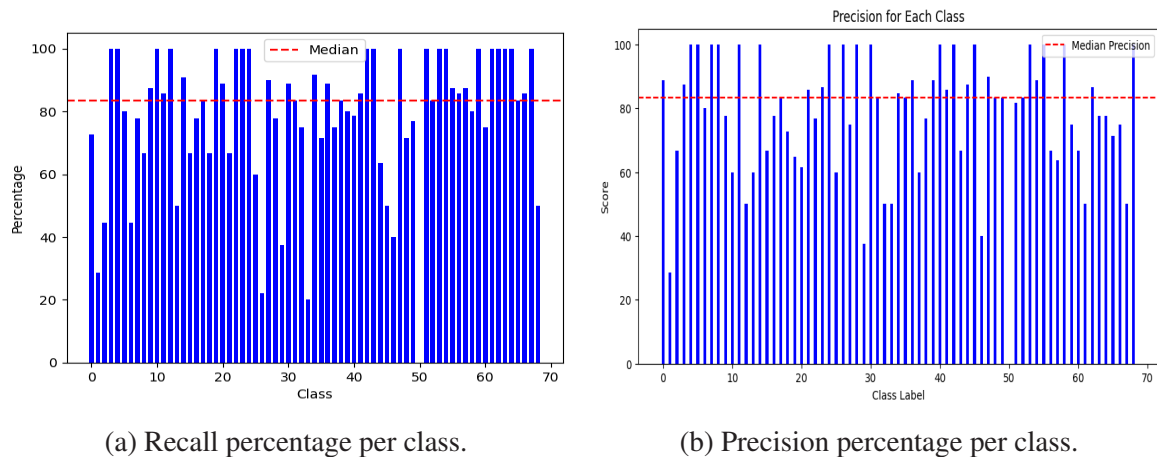 100
80
60
40
20
0
Percentage
Median
0 10 20 30 40 50 60 70
Class
(a) Recall percentage per class.
Precision for Each Class
100
80
60
40
20
0
Score
Median Precision
0 10 20 30 40 50 60 70
Class Label
(b) Precision percentage per class.